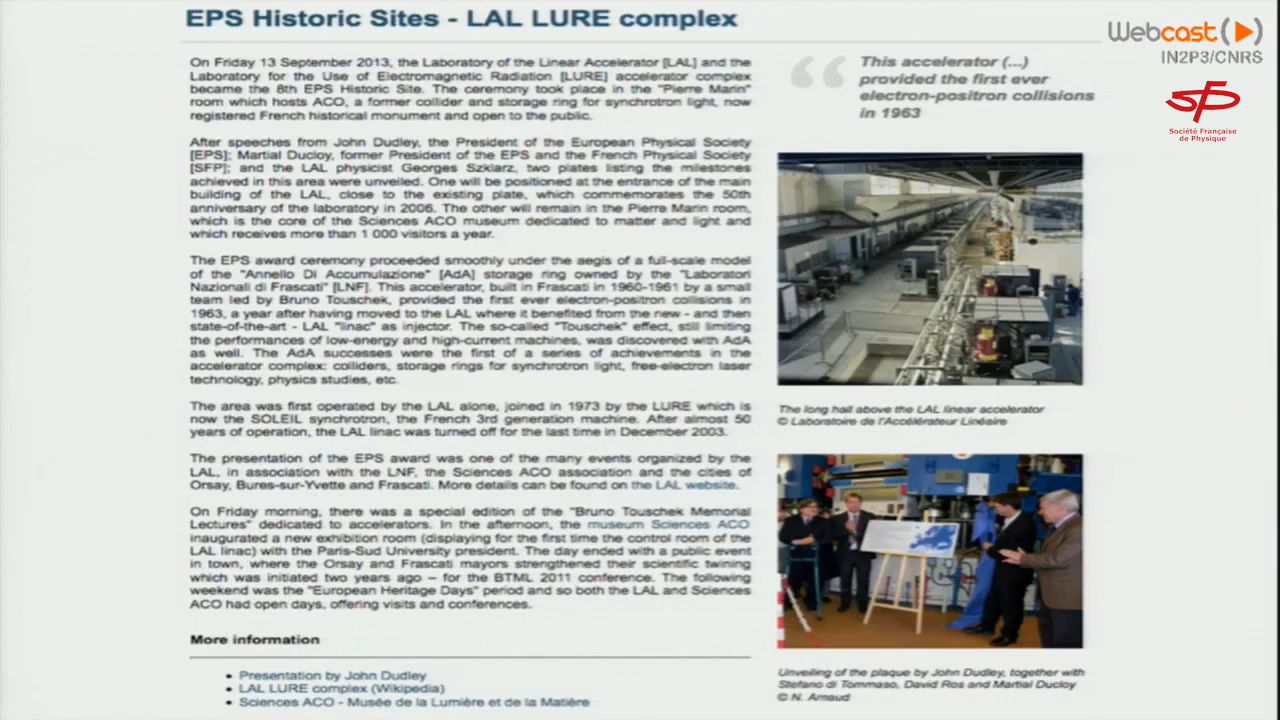 EPS Historic Sites - LAL LURE complex
On Friday 13 September 2013, the Laboratory of the Linear Accelerator [LAL] and the
Laboratory for the Use of Electromagnetic Radiation [LURE] accelerator complex
became the 8th EPS Historic Site. The ceremony took place in the "Pierre Marin"
room which hosts ACO, a former collider and storage ring for synchrotron light, now
registered French historical monument and open to the public.
After speeches from John Dudley, the President of the European Physical Society
[EPS]; Martial Ducloy, former President of the EPS and the French Physical Society
[SFP]; and the LAL physicist Georges Szklarz, two plates listing the milestones
achieved in this area were unveiled. One will be positioned at the entrance of the main
building of the LAL, close to the existing plate, which commemorates the 50th
anniversary of the laboratory in 2006. The other will remain in the Pierre Marin room,
which is the core of the Sciences ACO museum dedicated to matter and light and
which receives more than 1 000 visitors a year.
The EPS award ceremony proceeded smoothly under the aegis of a full-scale model
of the "Annello Di Accumulazione" [AdA] storage ring owned by the "Laboratori
Nazionali di Frascati" [LNF]. This accelerator, built in Frascati in 1960-1961 by a small
team led by Bruno Touschek, provided the first ever electron-positron collisions in
1963, a year after having moved to the LAL where it benefited from the new - and then
state-of-the-art - LAL "linac" as injector. The so-called "Touschek" effect, still limiting
the performances of low-energy and high-current machines, was discovered with AdA
as well. The AdA successes were the first of a series of achievements in the
accelerator complex: colliders, storage rings for synchrotron light, free-electron laser
technology, physics studies, etc.
The area was first operated by the LAL alone, joined in 1973 by the LURE which is
now the SOLEIL synchrotron, the French 3rd generation machine. After almost 50
years of operation, the LAL linac was turned off for the last time in December 2003.
The presentation of the EPS award was one of the many events organized by the
LAL, in association with the LNF, the Sciences ACO association and the cities of
Orsay, Bures-sur-Yvette and Frascati. More details can be found on the LAL website.
On Friday morning, there was a special edition of the "Bruno Touschek Memorial
Lectures" dedicated to accelerators. In the afternoon, the museum Sciences ACO
inaugurated a new exhibition room (displaying for the first time the control room of the
LAL linac) with the Paris-Sud University president. The day ended with a public event
in town, where the Orsay and Frascati mayors strengthened their scientific twining
which was initiated two years ago – for the BTML 2011 conference. The following
weekend was the "European Heritage Days" period and so both the LAL and Sciences
ACO had open days, offering visits and conferences.
More information
• Presentation by John Dudley
• LAL LURE complex (Wikipedia)
• Sciences ACO - Musée de la Lumière et de la Matière
“ This accelerator (...)
provided the first ever
electron-positron collisions
in 1963
The long hall above the LAL linear accelerator
© Laboratoire de l'Accélérateur Linéaire
Unveiling of the plaque by John Dudley, together with
Stefano di Tommaso, David Ros and Martial Ducloy
© N. Arnaud
Webcast
IN2P3/CNRS
sfp
Société Française
de Physique